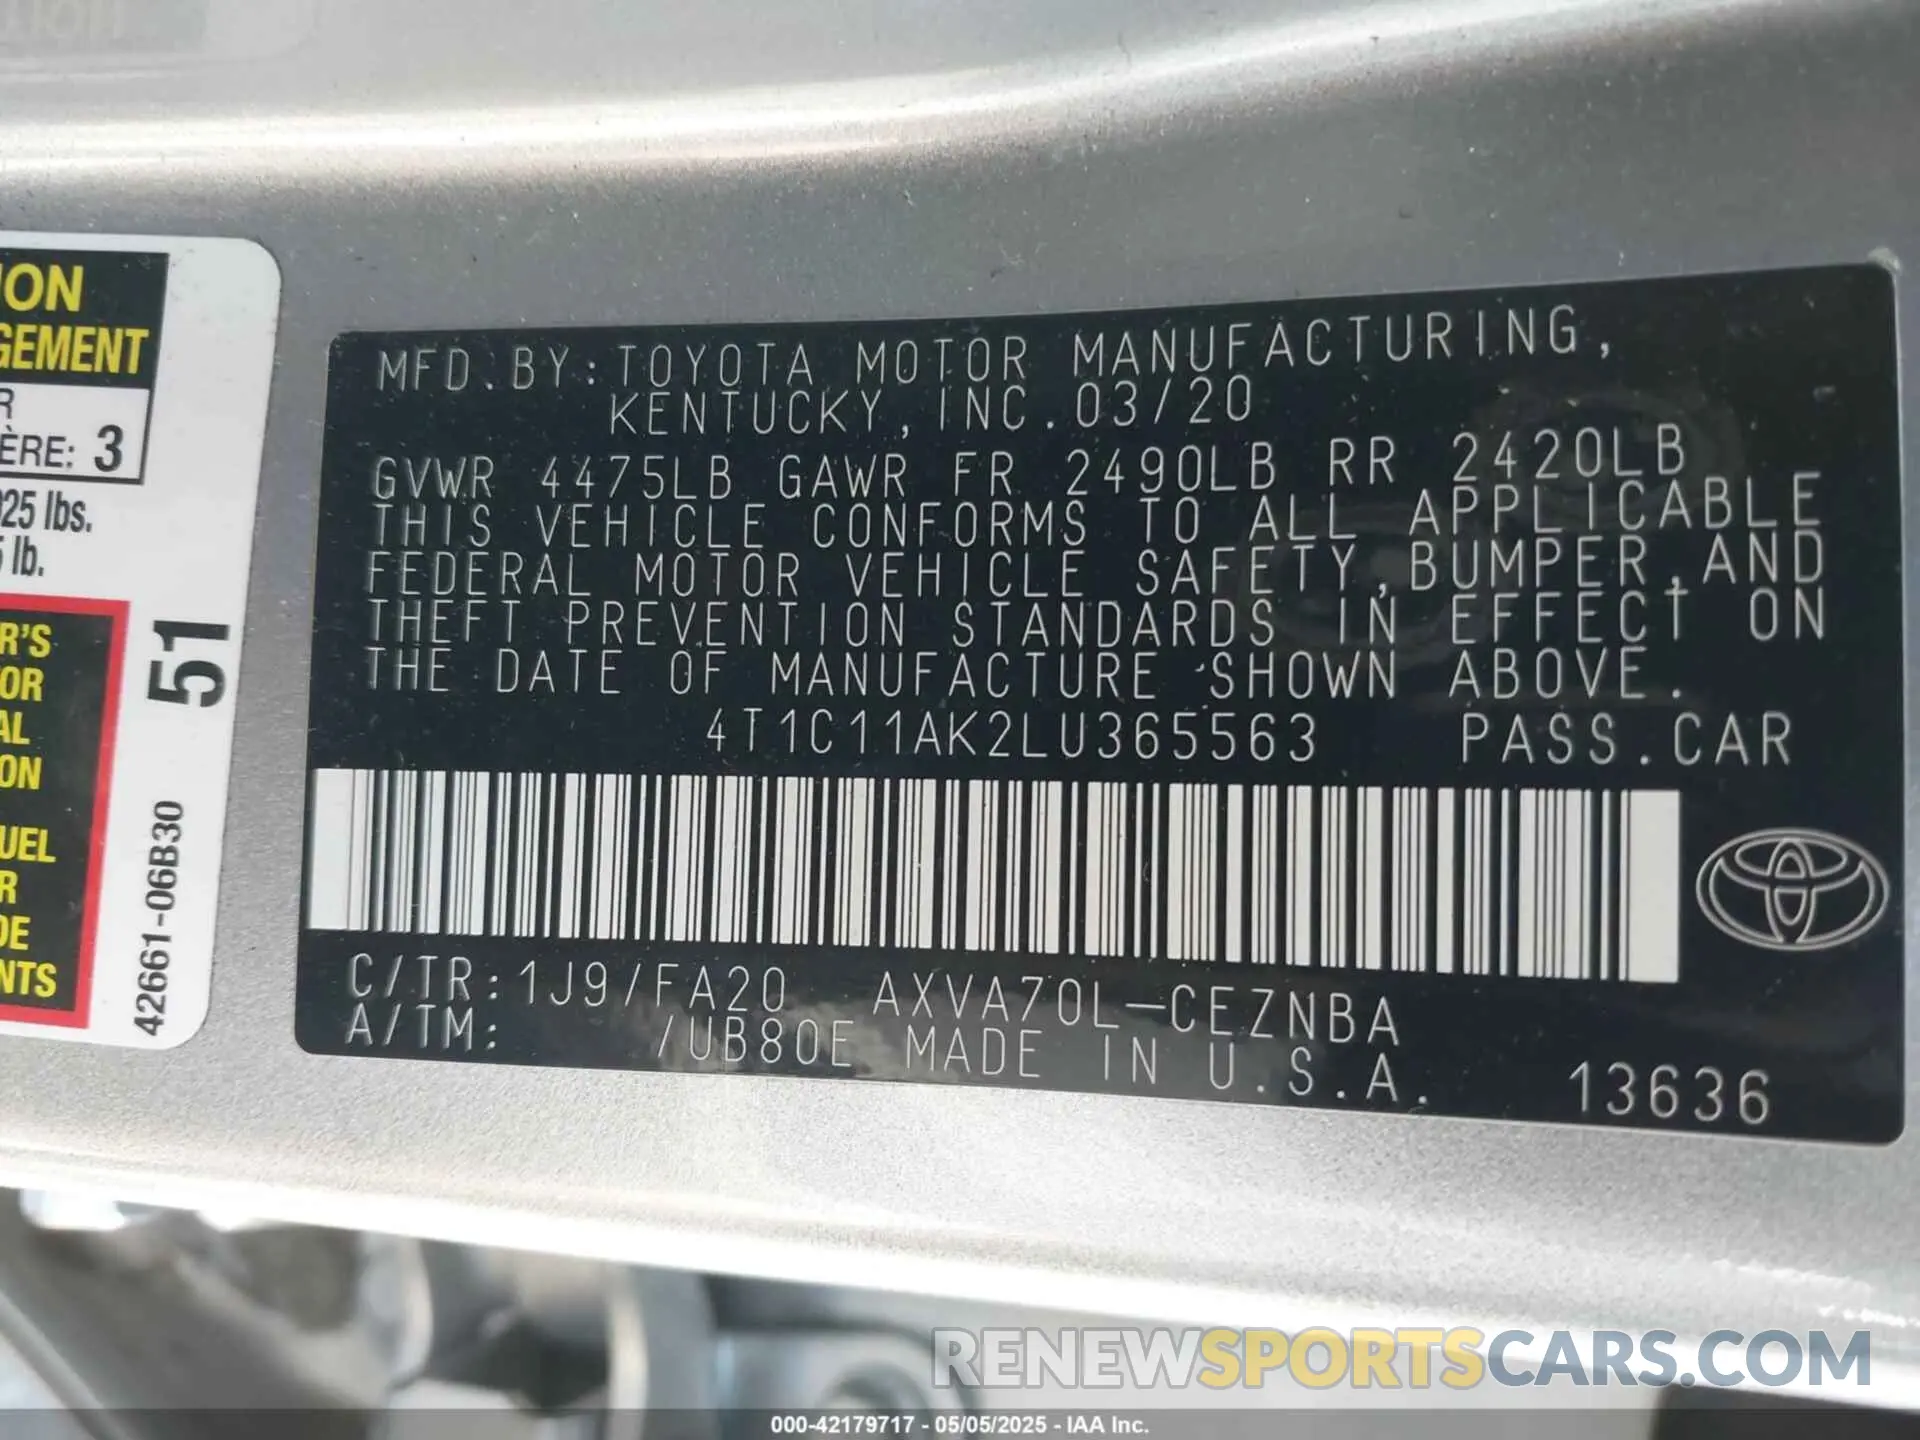 ION
GEMENT
R
ÈRE: 3
025 lbs.
5 lb.
R'S
OR
AL
ON
UEL
R
DE
NTS
51
42661-06B30
MFD.BY:TOYOTA MOTOR MANUFACTURING,
KENTUCKY,INC.03/20
GVWR 4475LB GAWR FR 2490LB RR 2420LB
THIS VEHICLE CONFORMS TO ALL APPLICABLE
FEDERAL MOTOR VEHICLE SAFETY,BUMPER,AND
THEFT PREVENTION STANDARDS IN EFFECT ON
THE DATE OF MANUFACTURE SHOWN ABOVE.
4T1C11AK2LU365563 PASS.CAR
C/TR:1J9/FA20 AXVA70L-CEZNBA
A/TM: /UB80E MADE IN U.S.A. 13636
RENEWSPORTSCARS.COM
000-42179717 - 05/05/2025 - IAA Inc.